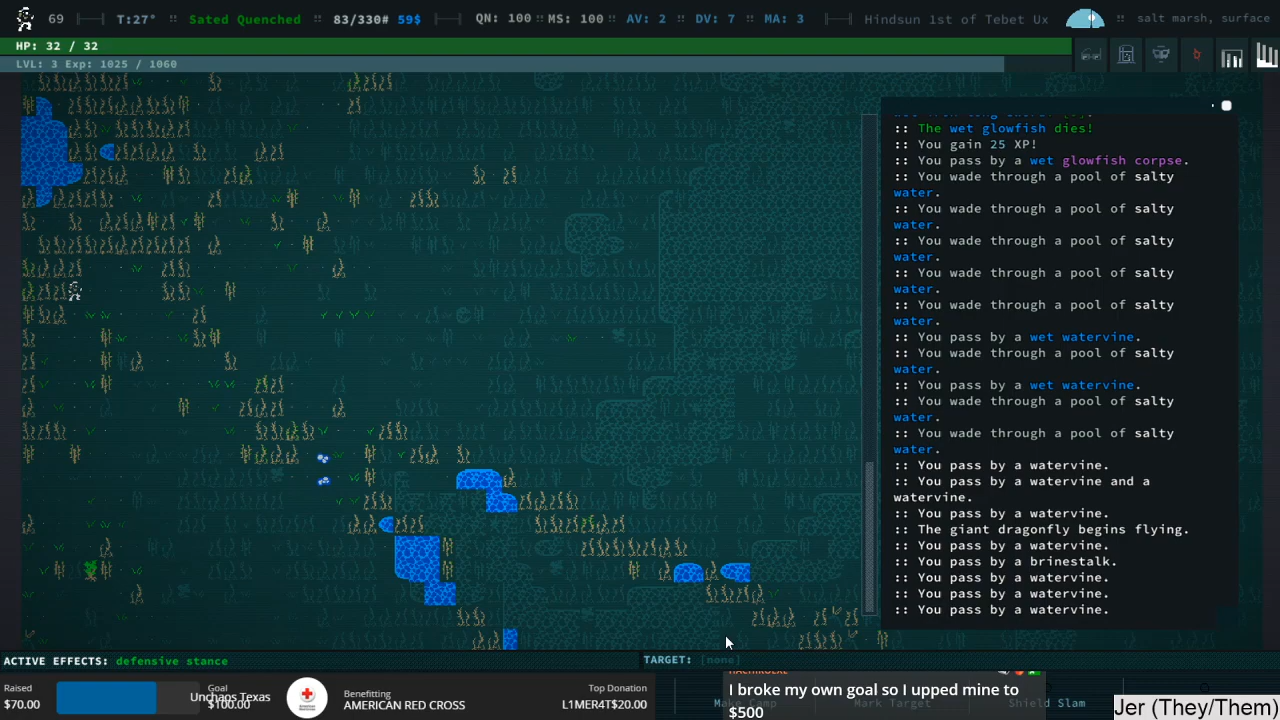 69 T:27° :: Sated Quenched 83/330# 59$ QN: 100 :: MS: 100 :: AV: 2 :: DV: 7 :: MA: 3 Hindsun 1st of Tebet Ux :: salt marsh, surface
HP: 32 / 32
LVL: 3 Exp: 1025 / 1060
:: The wet glowfish dies!
:: You gain 25 XP!
:: You pass by a wet glowfish corpse.
:: You wade through a pool of salty
water.
:: You wade through a pool of salty
water.
:: You wade through a pool of salty
water.
:: You wade through a pool of salty
water.
:: You wade through a pool of salty
water.
:: You pass by a wet watervine.
:: You wade through a pool of salty
water.
:: You pass by a wet watervine.
:: You wade through a pool of salty
water.
:: You wade through a pool of salty
water.
:: You pass by a watervine.
:: You pass by a watervine and a
watervine.
:: You pass by a watervine.
:: The giant dragonfly begins flying.
:: You pass by a watervine.
:: You pass by a brinestalk.
:: You pass by a watervine.
:: You pass by a watervine.
:: You pass by a watervine.
ACTIVE EFFECTS: defensive stance
TARGET: [none]
Raised
Goal
Unchaos Texas
Benefitting
AMERICAN RED CROSS
Top Donation
L1MER4T$20.00
broke my own goal so I upped mine to
$500
Make Camp
Mark Target
Shield Slam
Jer (They/Them)